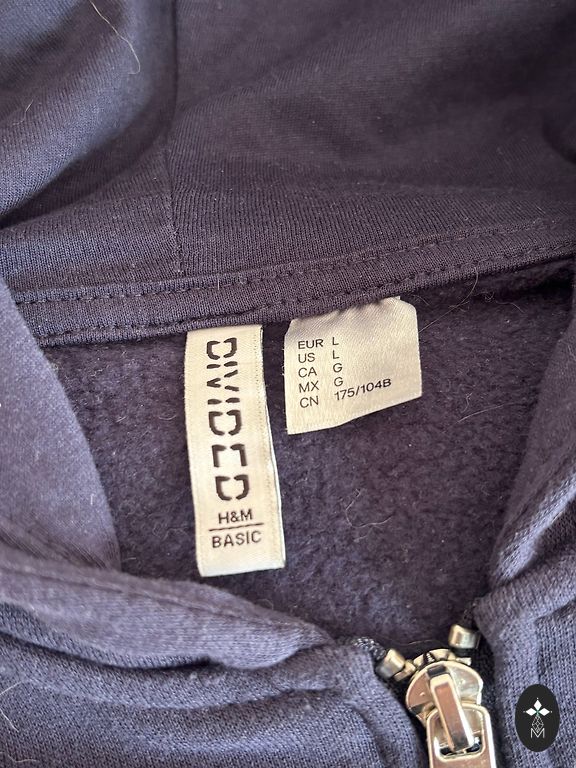 DIVIDED
H&M
BASIC
EUR L
US L
CA G
MX G
CN 175/104B